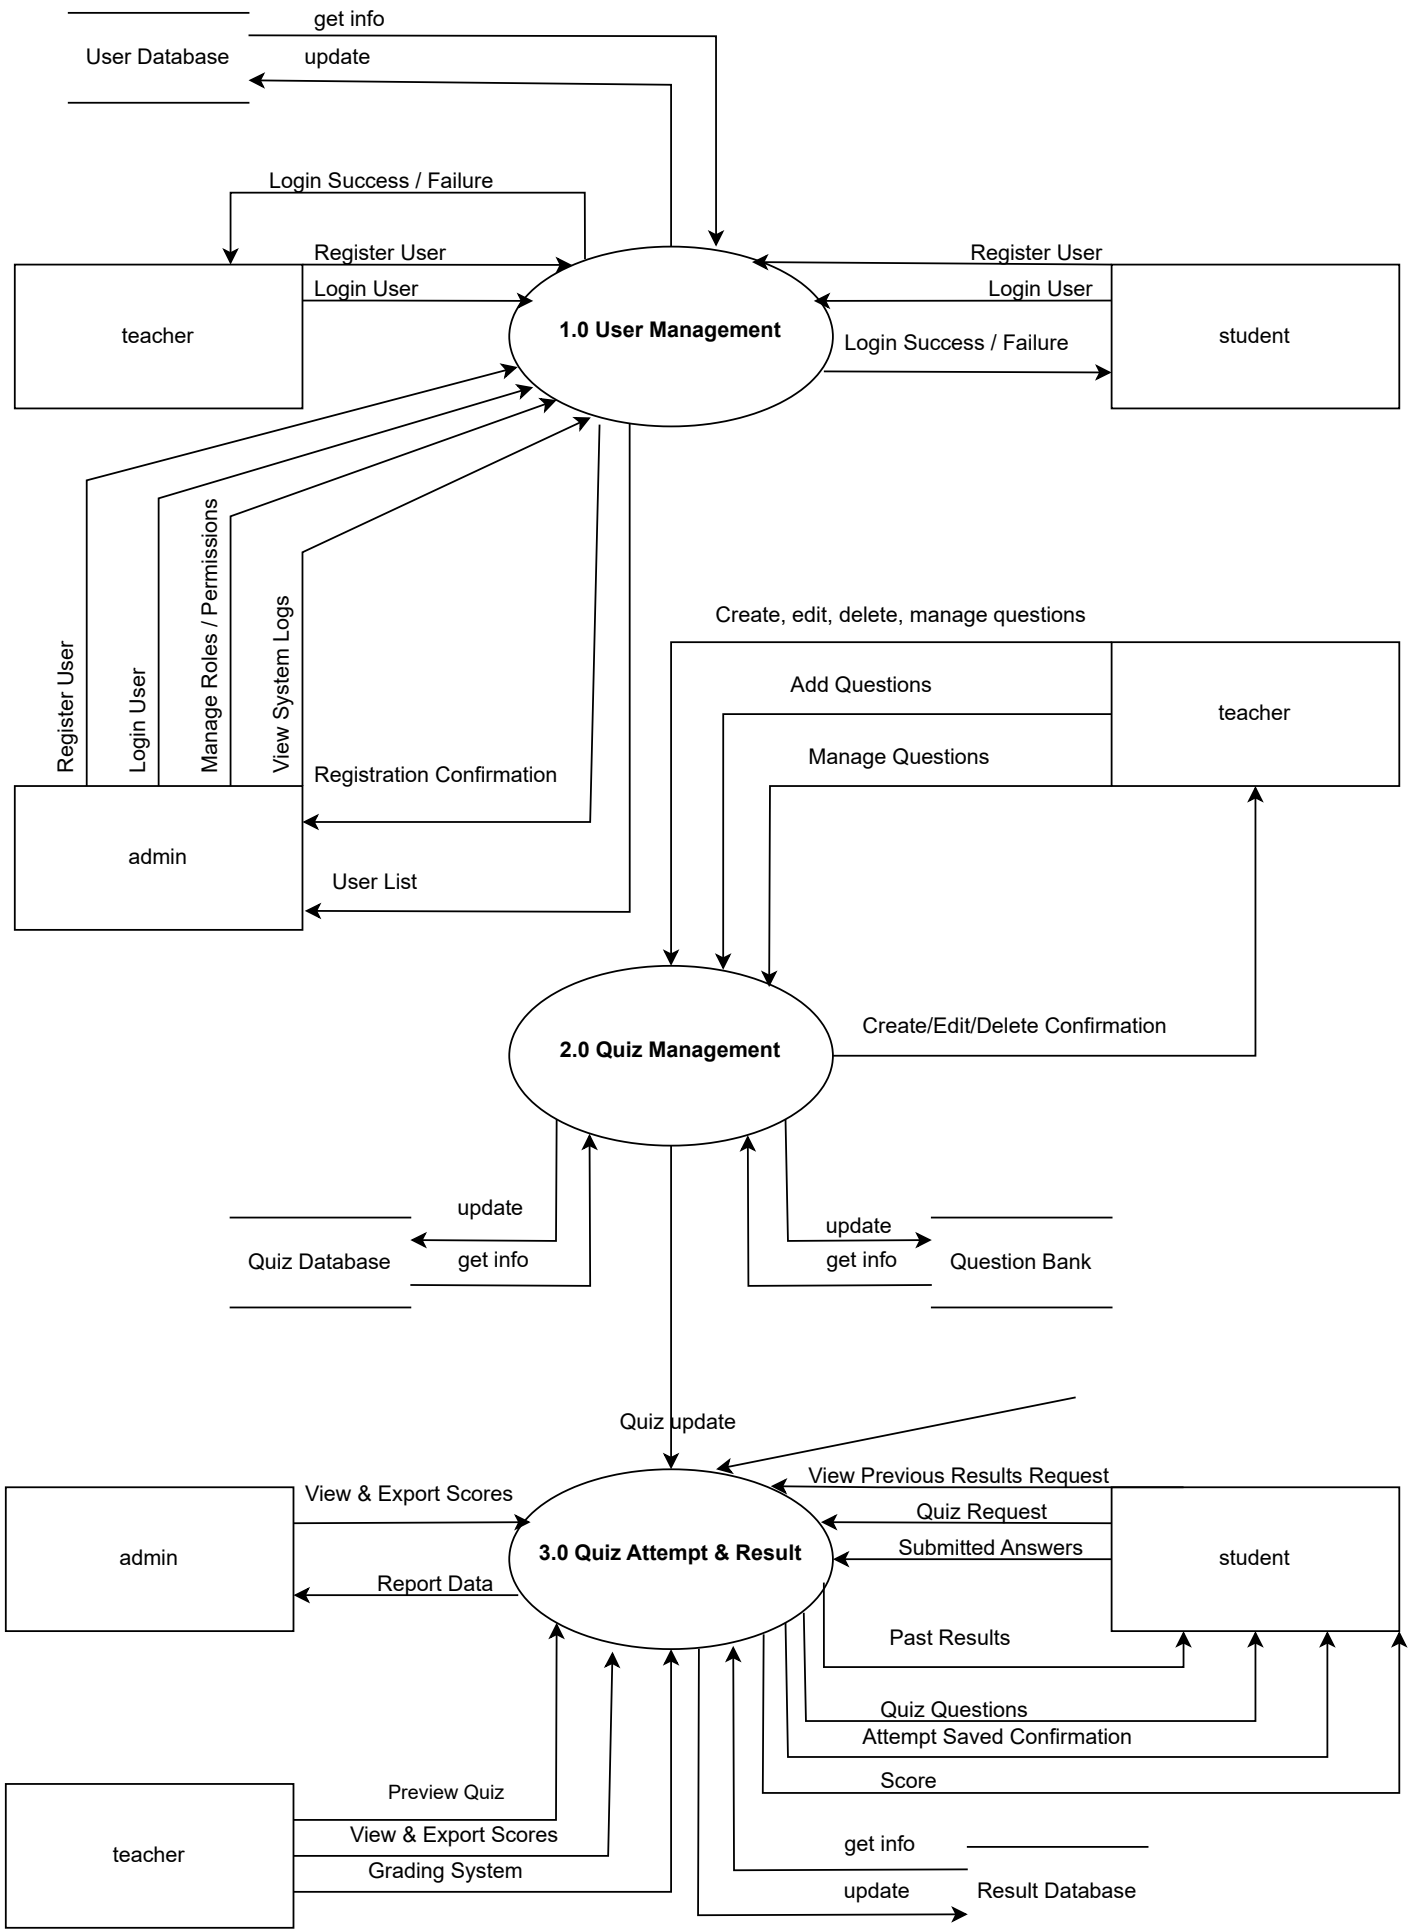 get info
User Database
update
Login Success / Failure
Register User
Login User
teacher
1.0 User Management
Register User
Login User
Login Success / Failure
student
Register User
Login User
Manage Roles / Permissions
View System Logs
Registration Confirmation
admin
User List
Create, edit, delete, manage questions
Add Questions
teacher
Manage Questions
2.0 Quiz Management
Create/Edit/Delete Confirmation
update
Quiz Database
get info
update
get info
Question Bank
Quiz update
View & Export Scores
admin
Report Data
3.0 Quiz Attempt & Result
View Previous Results Request
Quiz Request
Submitted Answers
student
Past Results
Quiz Questions
Attempt Saved Confirmation
Score
Preview Quiz
View & Export Scores
teacher
Grading System
get info
update
Result Database